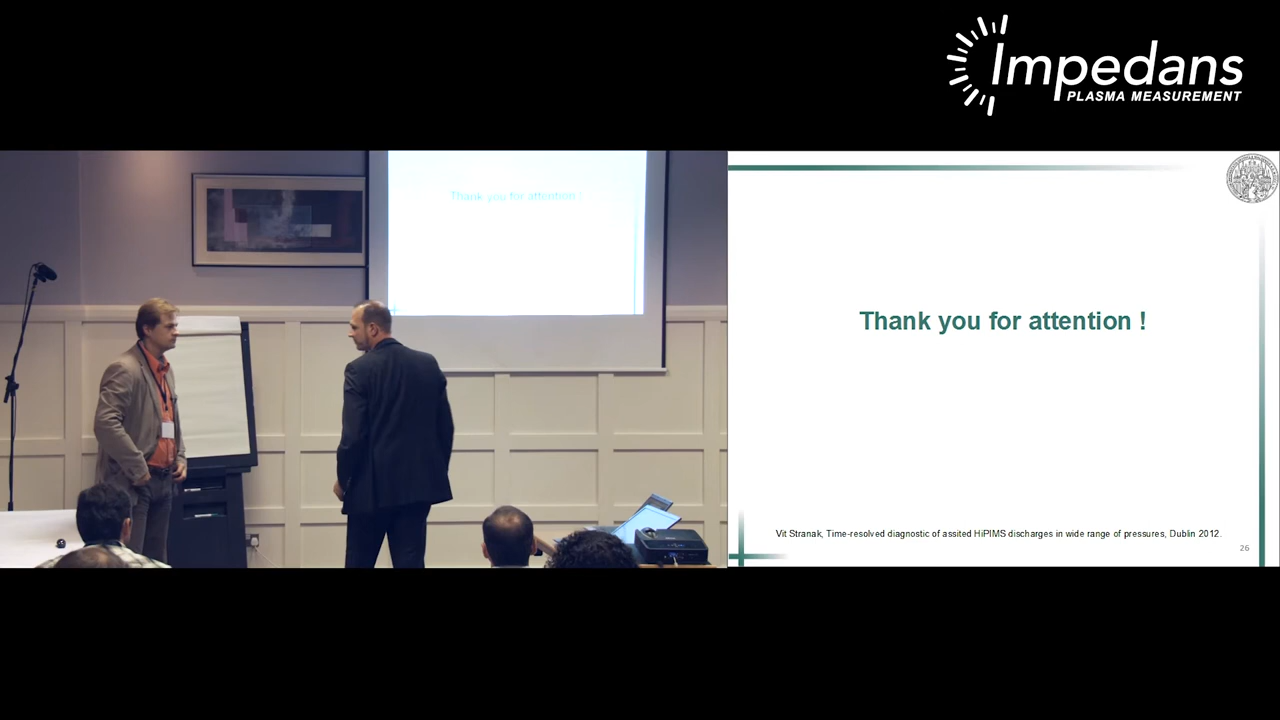 Impedans
PLASMA MEASUREMENT
Thank you for attention !
Thank you for attention !
Vit Stranak, Time-resolved diagnostic of assited HiPIMS discharges in wide range of pressures, Dublin 2012.
26